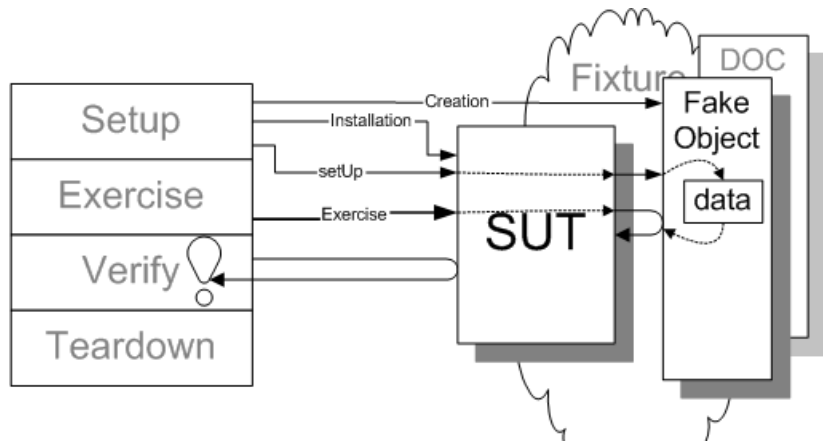 Setup
Exercise
Verify
Teardown
Creation
Installation
setUp
Exercise
SUT
Fixture
DOC
Fake
Object
data